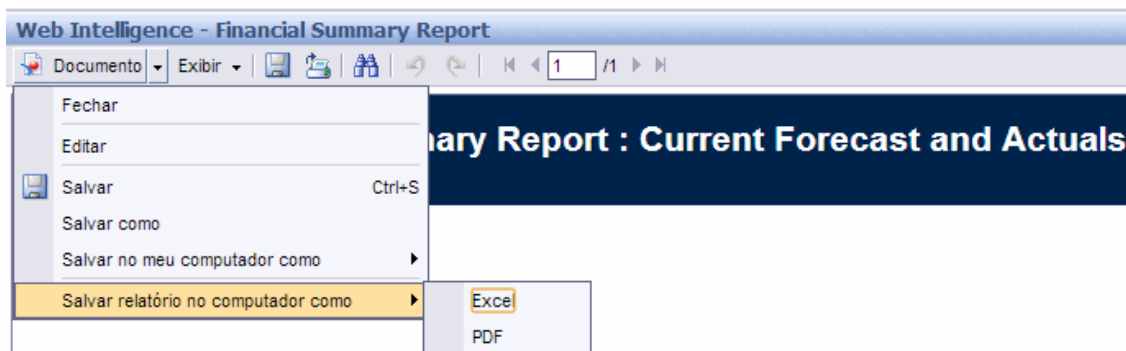 Web Intelligence - Financial Summary Report
Documento Exibir 1 /1
Fechar
ary Report : Current Forecast and Actuals
Editar
Salvar Ctrl+S
Salvar como
Salvar no meu computador como
Salvar relatório no computador como
Excel
PDF